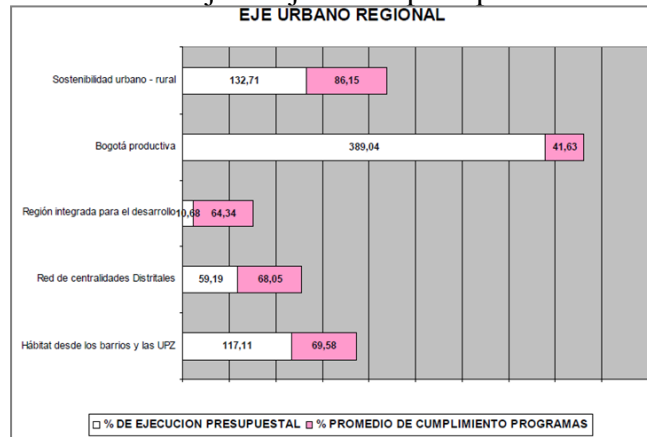 EJE URBANO REGIONAL
Sostenibilidad urbano - rural 132,71 86,15
Bogotá productiva 389,04 41,63
Región integrada para el desarrollo 10,68 64,34
Red de centralidades Distritales 59,19 68,05
Hábitat desde los barrios y las UPZ 117,11 69,58
% DE EJECUCION PRESUPUESTAL % PROMEDIO DE CUMPLIMIENTO PROGRAMAS